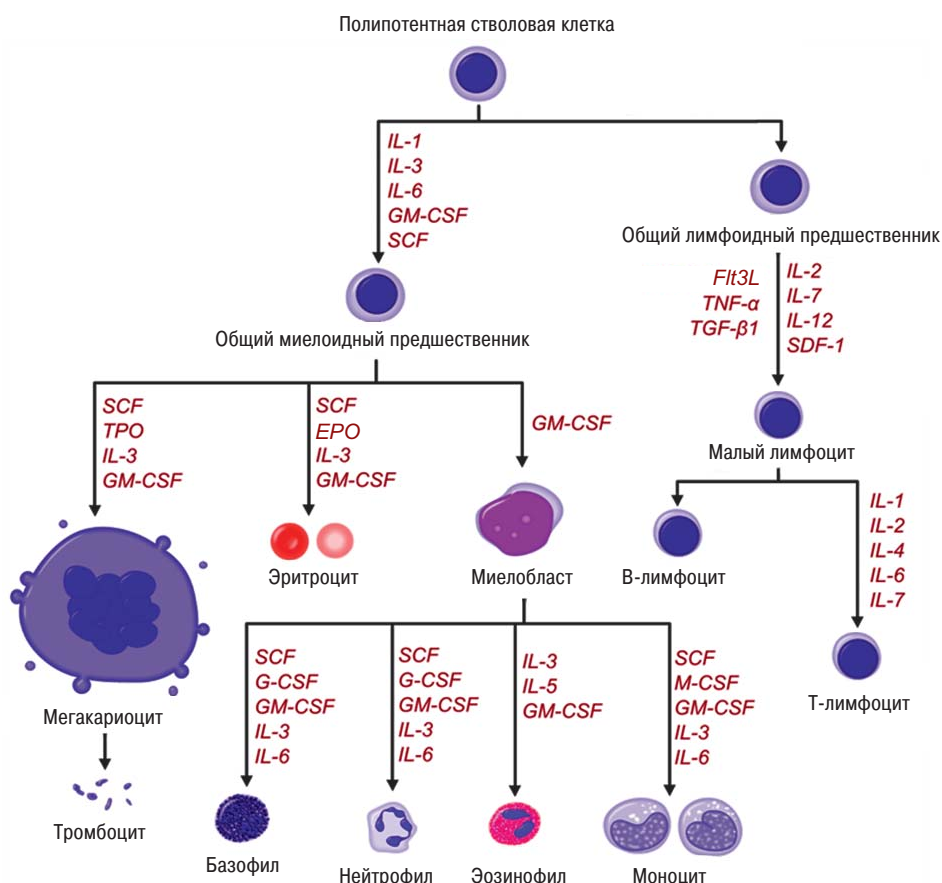 Полипотентная стволовая клетка
IL-1
IL-3
IL-6
GM-CSF
SCF
Общий лимфоидный предшественник
Flt3L
TNF-α
TGF-β1
IL-2
IL-7
IL-12
SDF-1
Общий миелоидный предшественник
SCF
TPO
IL-3
GM-CSF
SCF
EPO
IL-3
GM-CSF
GM-CSF
Малый лимфоцит
IL-1
IL-2
IL-4
IL-6
IL-7
Эритроцит
Миелобласт
В-лимфоцит
Т-лимфоцит
Мегакариоцит
SCF
G-CSF
GM-CSF
IL-3
IL-6
SCF
G-CSF
GM-CSF
IL-3
IL-6
IL-3
IL-5
GM-CSF
SCF
M-CSF
GM-CSF
IL-3
IL-6
Тромбоцит
Базофил
Нейтрофил
Эозинофил
Моноцит